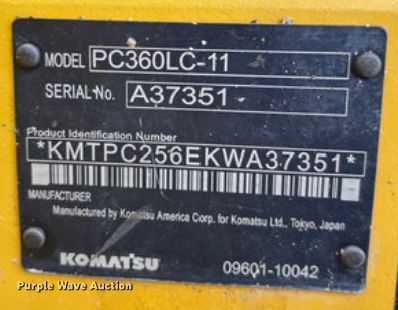 MODEL PC360LC-11
SERIAL No. A37351
Product Identification Number
*KMTPC256EKWA37351*
MANUFACTURER
Manufactured by Komatsu America Corp. for Komatsu Ltd., Tokyo, Japan
KOMATSU 09601-10042
Purple Wave Auction